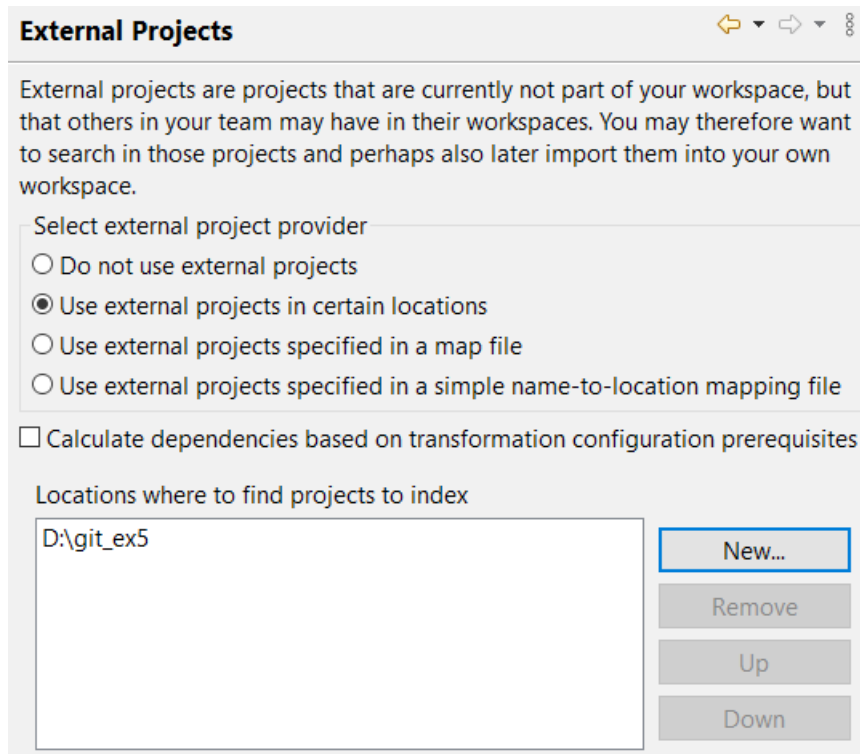 External Projects
External projects are projects that are currently not part of your workspace, but
that others in your team may have in their workspaces. You may therefore want
to search in those projects and perhaps also later import them into your own
workspace.
Select external project provider
Do not use external projects
Use external projects in certain locations
Use external projects specified in a map file
Use external projects specified in a simple name-to-location mapping file
Calculate dependencies based on transformation configuration prerequisites
Locations where to find projects to index
D:\git_ex5
New...
Remove
Up
Down